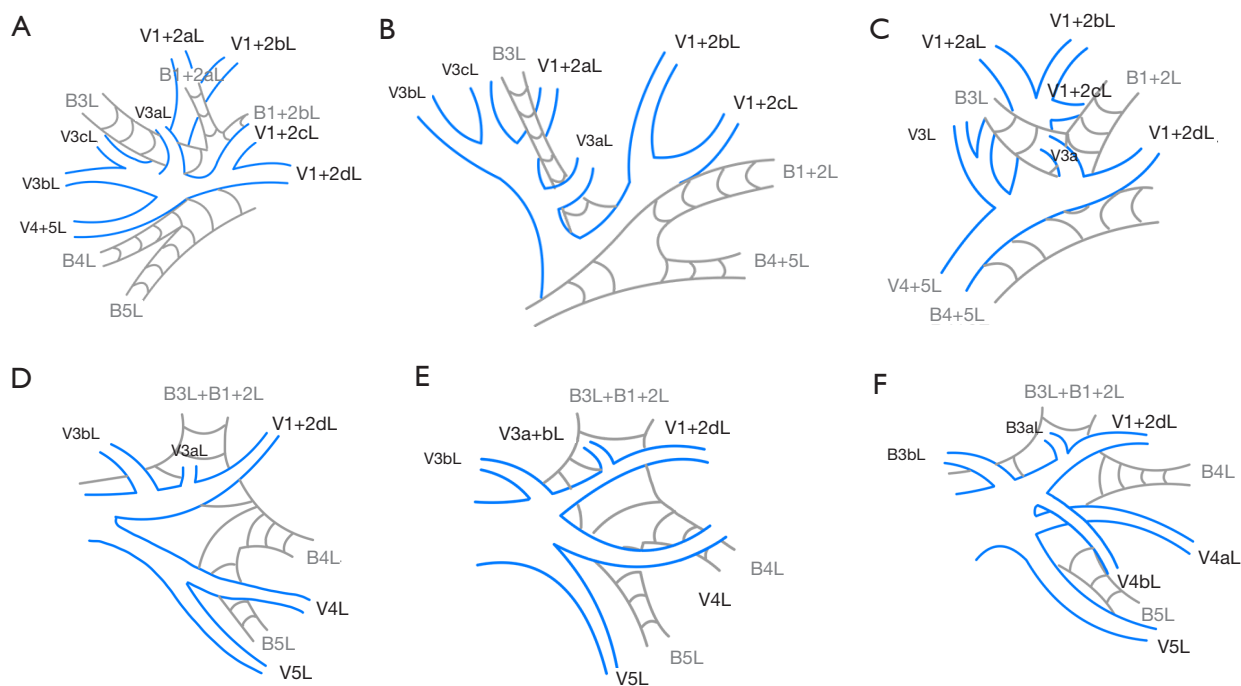 A
V1+2aL
V1+2bL
B1+2aL
B3L
V3aL
B1+2bL
V3cL
V1+2cL
V3bL
V1+2dL
V4+5L
B4L
B5L
B
B3L
V3cL
V1+2aL
V1+2bL
V3bL
V1+2cL
V3aL
B1+2L
B4+5L
C
V1+2bL
V1+2aL
B1+2L
B3L
V1+2cL
V3L
V1+2dL
V3a
V4+5L
B4+5L
D
B3L+B1+2L
V3bL
V1+2dL
V3aL
B4L
V4L
B5L
V5L
E
B3L+B1+2L
V3a+bL
V1+2dL
V3bL
B4L
V4L
B5L
V5L
F
B3L+B1+2L
B3aL
V1+2dL
B3bL
B4L
V4aL
V4bL
B5L
V5L